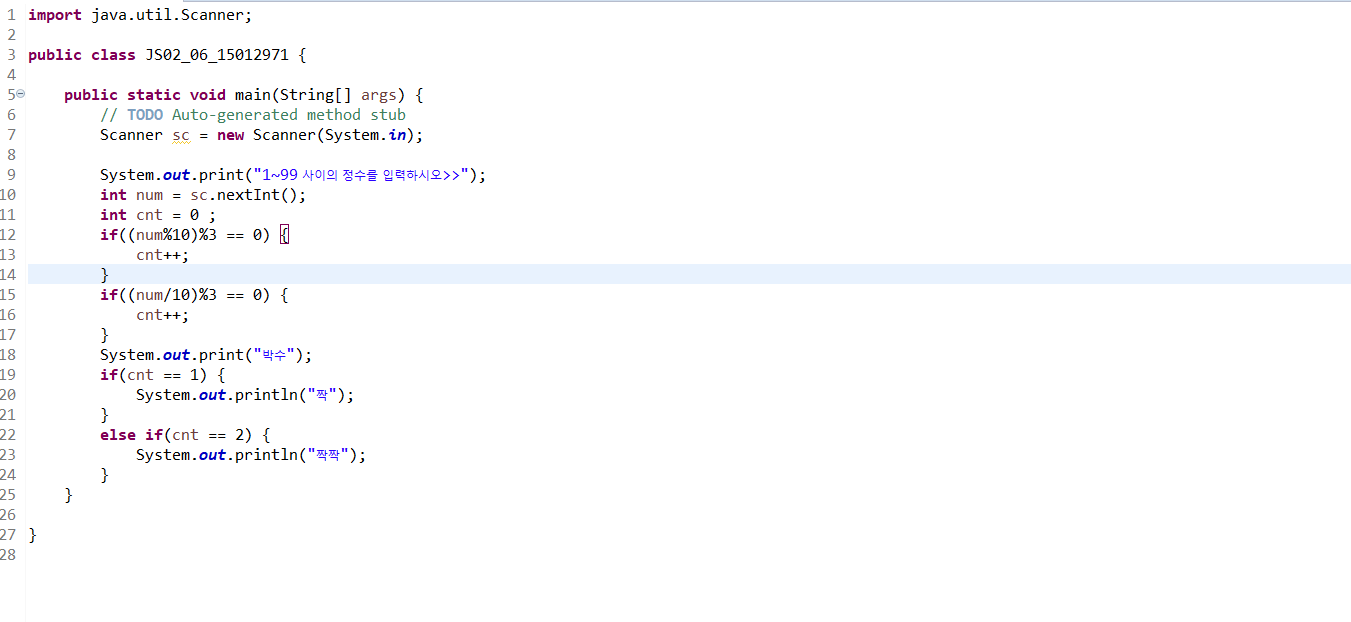 1 import java.util.Scanner;
2
3 public class JS02_06_15012971 {
4
5 public static void main(String[] args) {
6 // TODO Auto-generated method stub
7 Scanner sc = new Scanner(System.in);
8
9 System.out.print("1~99 사이의 정수를 입력하시오>>");
10 int num = sc.nextInt();
11 int cnt = 0 ;
12 if((num%10)%3 == 0) {
13 cnt++;
14 }
15 if((num/10)%3 == 0) {
16 cnt++;
17 }
18 System.out.print("박수");
19 if(cnt == 1) {
20 System.out.println("짝");
21 }
22 else if(cnt == 2) {
23 System.out.println("짝짝");
24 }
25 }
26
27 }
28